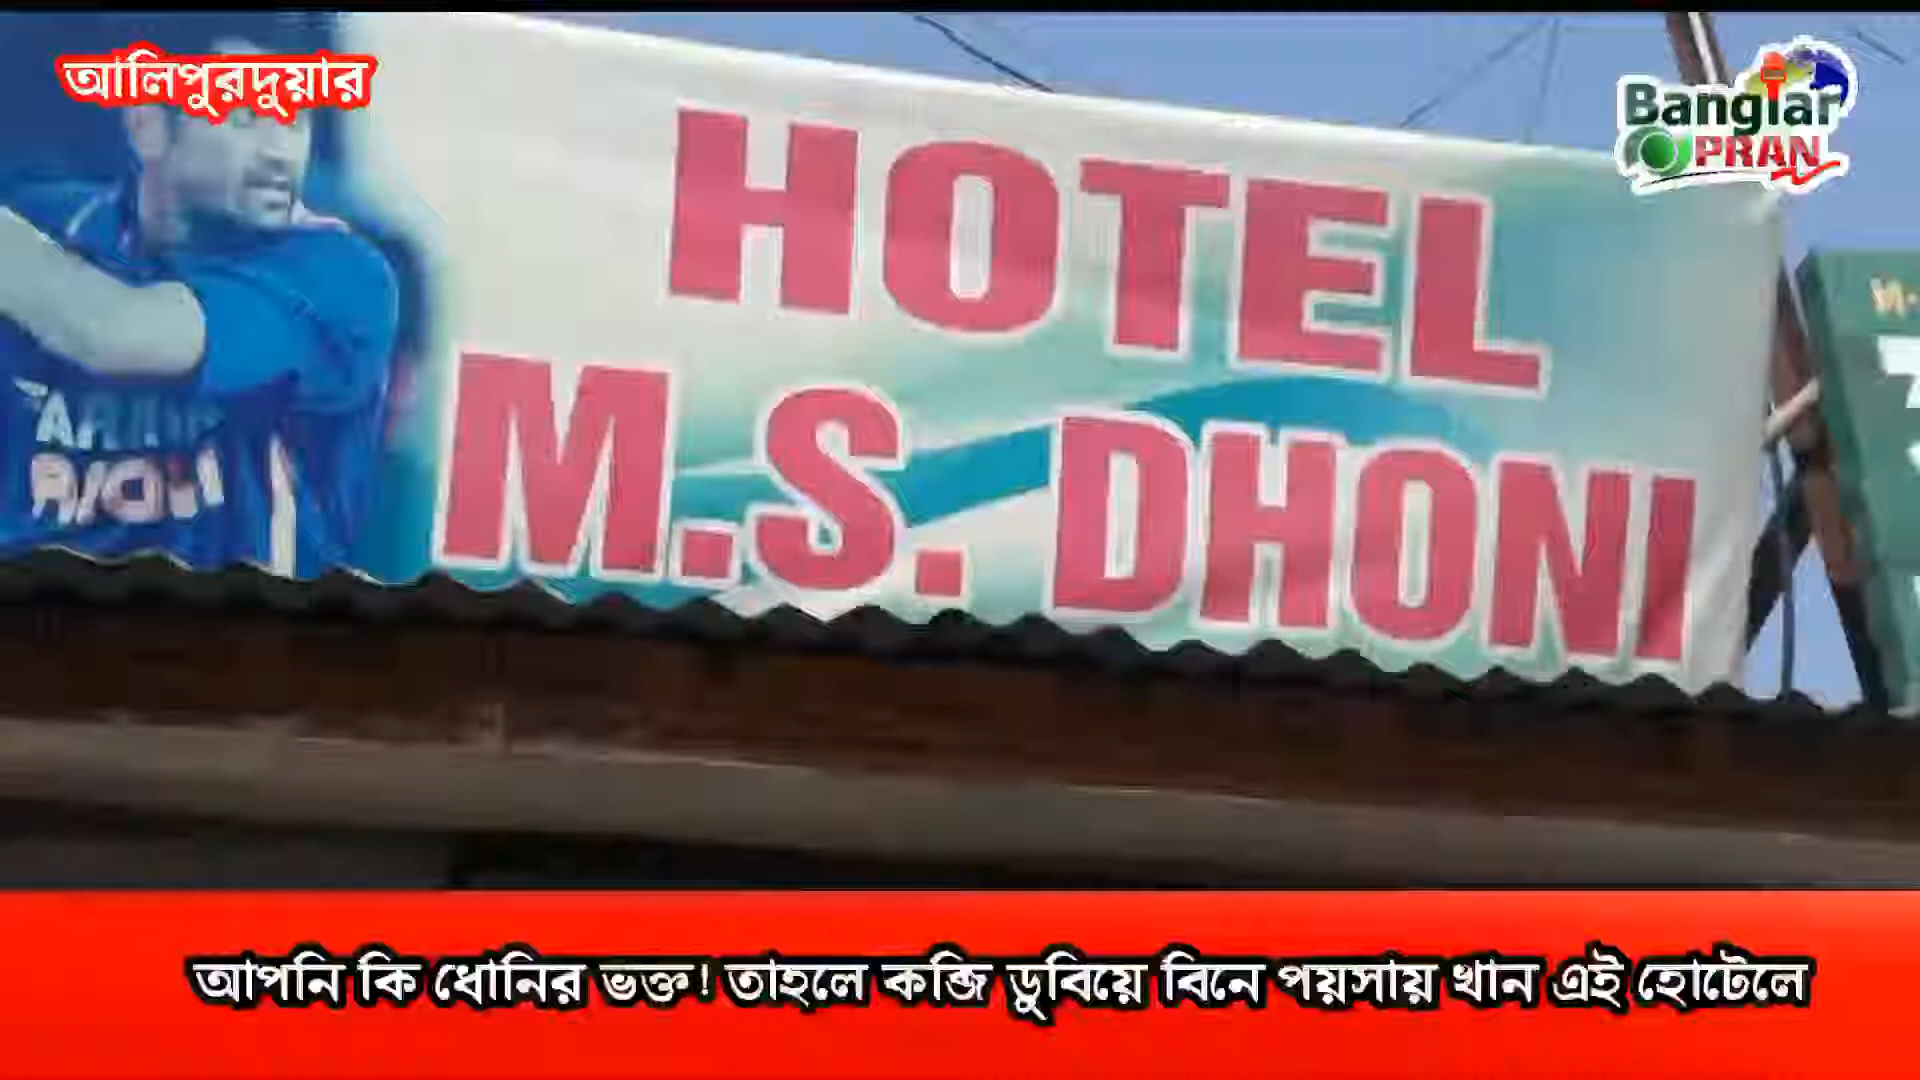 আলিপুরদুয়ার
Banglar
PRAN
HOTEL
M.S. DHONI
আপনি কি ধোনির ভক্ত! তাহলে কব্জি ডুবিয়ে বিনে পয়সায় খান এই হোটেলে